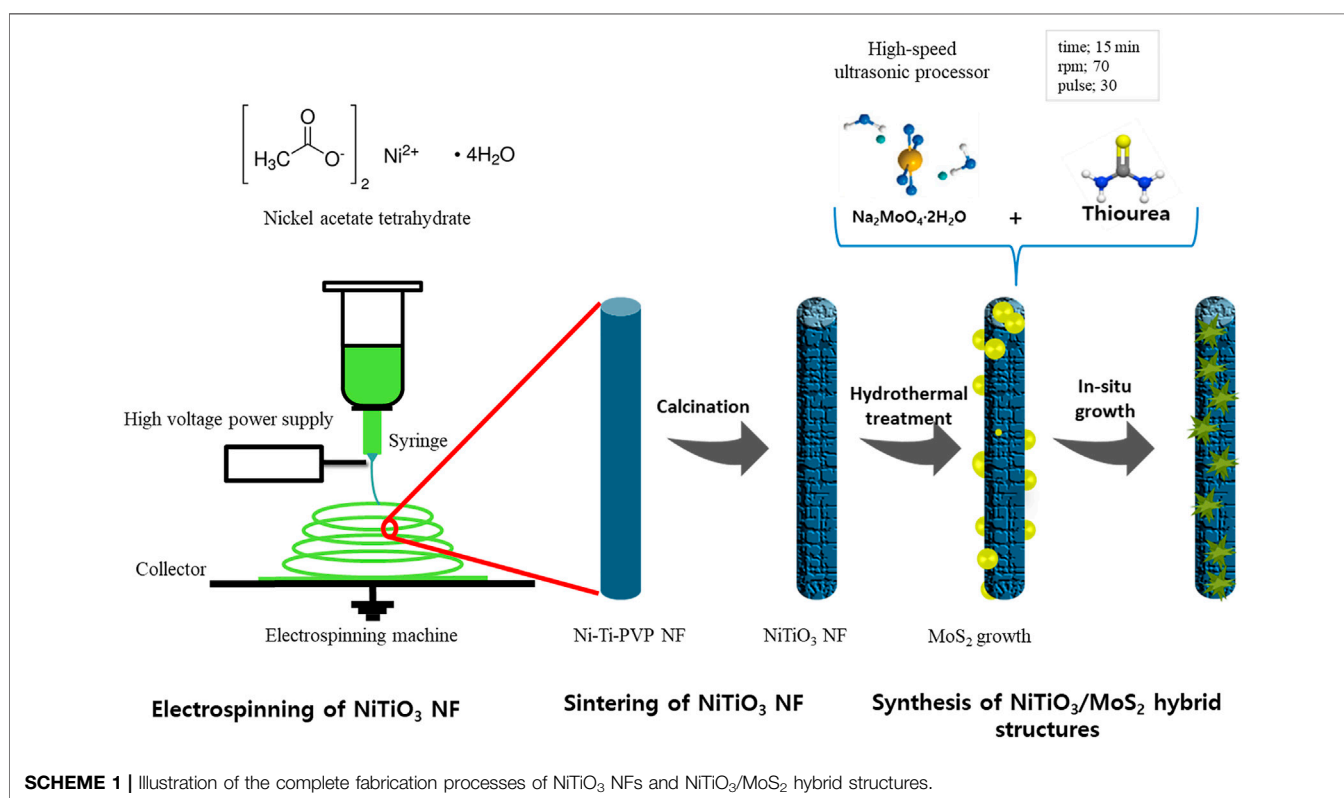 High-speed
ultrasonic processor
time; 15 min
rpm; 70
pulse; 30
O
H₃C
O⁻
2
Ni²⁺
• 4H₂O
Nickel acetate tetrahydrate
Na₂MoO₄·2H₂O
+
Thiourea
High voltage power supply
Syringe
Calcination
Hydrothermal
treatment
In-situ
growth
Collector
Electrospinning machine
Ni-Ti-PVP NF
NiTiO₃ NF
MoS₂ growth
Electrospinning of NiTiO₃ NF
Sintering of NiTiO₃ NF
Synthesis of NiTiO₃/MoS₂ hybrid
structures
SCHEME 1 | Illustration of the complete fabrication processes of NiTiO₃ NFs and NiTiO₃/MoS₂ hybrid structures.